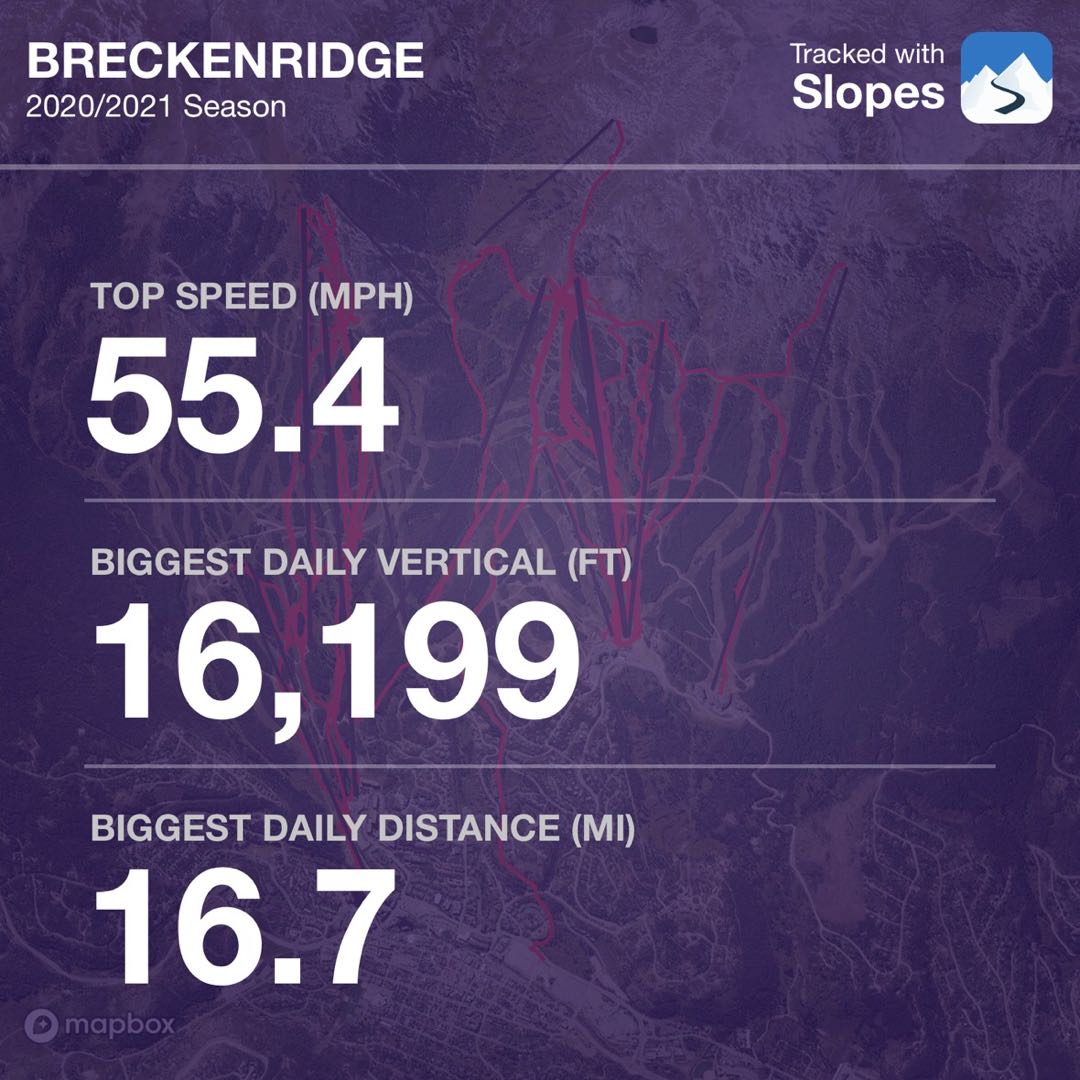 BRECKENRIDGE
2020/2021 Season
Tracked with
Slopes
TOP SPEED (MPH)
55.4
BIGGEST DAILY VERTICAL (FT)
16,199
BIGGEST DAILY DISTANCE (MI)
16.7
mapbox